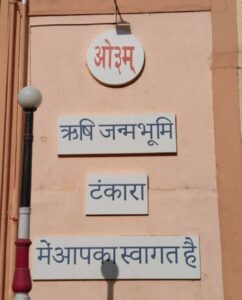 ओ३म्
ऋषि जन्मभूमि
टंकारा
में आपका स्वागत है